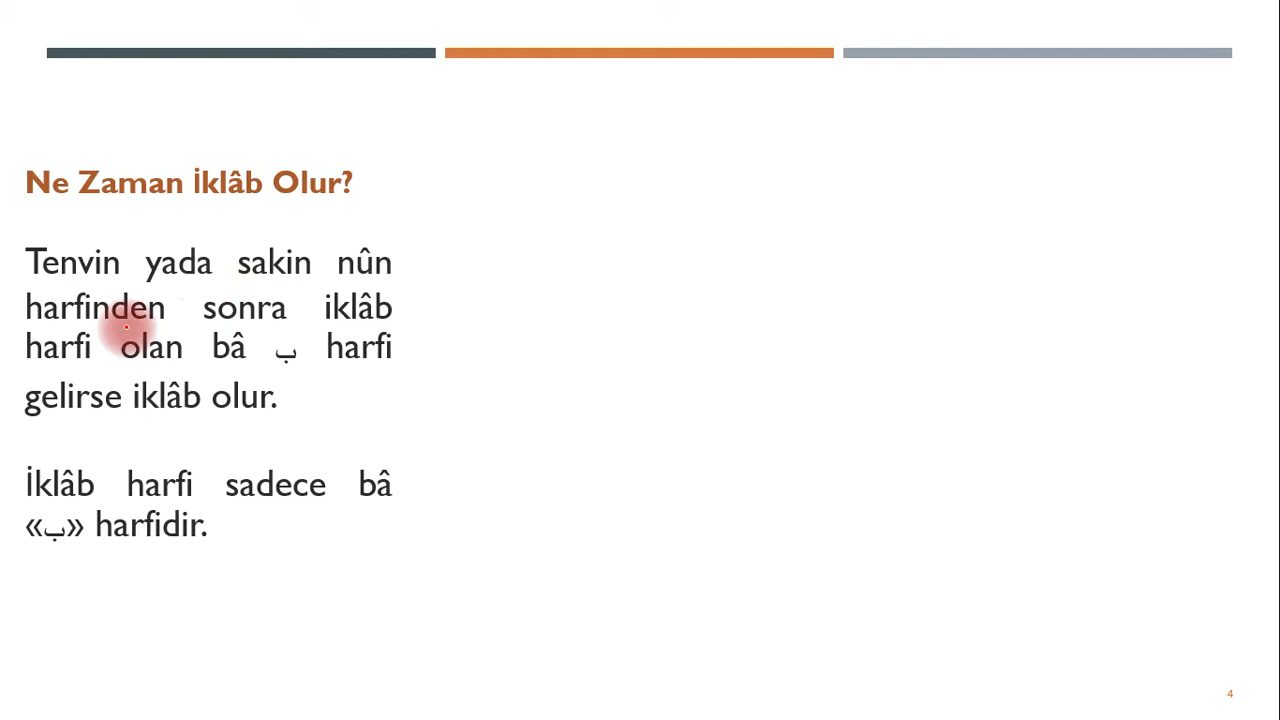 Ne Zaman İklâb Olur?
Tenvin yada sakin nûn
harfinden sonra iklâb
harfi olan bâ ب harfi
gelirse iklâb olur.
İklâb harfi sadece bâ
«ب» harfidir.
4